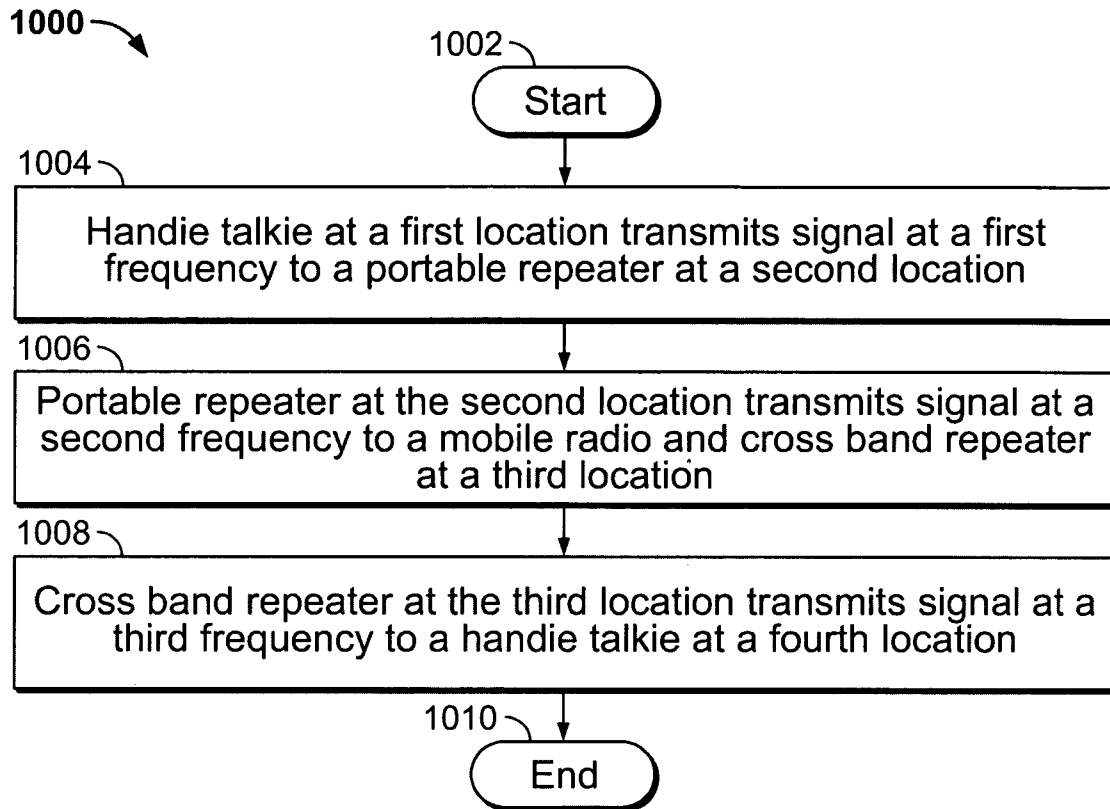 1000
1002
Start
1004
Handie talkie at a first location transmits signal at a first
frequency to a portable repeater at a second location
1006
Portable repeater at the second location transmits signal at a
second frequency to a mobile radio and cross band repeater
at a third location
1008
Cross band repeater at the third location transmits signal at a
third frequency to a handie talkie at a fourth location
1010
End